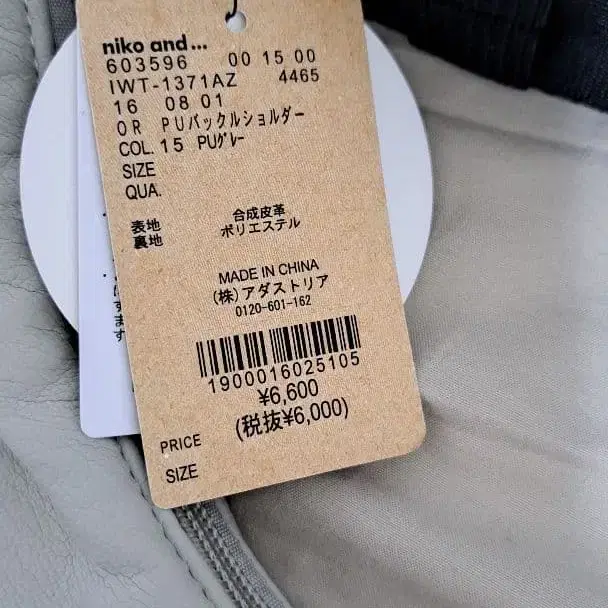 niko and ...
603596 00 15 00
IWT-1371AZ 4465
16 08 01
OR PUバックルショルダー
COL. 15 PUグレー
SIZE
QUA.
表地 合成皮革
裏地 ポリエステル
MADE IN CHINA
(株)アダストリア
0120-601-162
1900016025105
¥6,600
(税抜¥6,000)
PRICE
SIZE